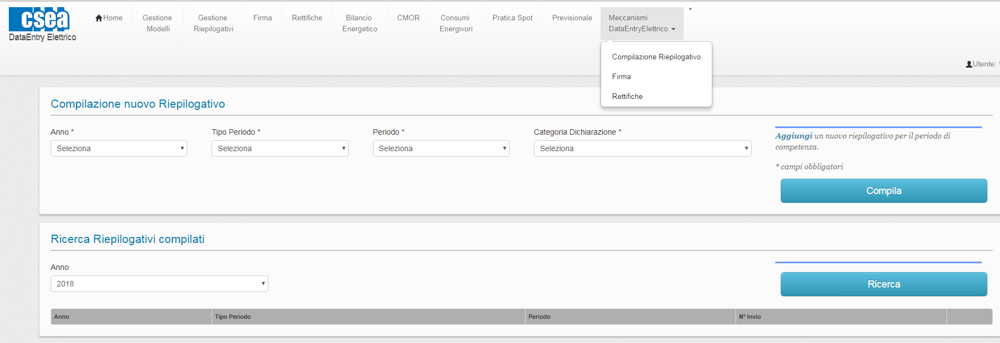 csea
DataEntry Elettrico
Home
Gestione
Modelli
Gestione
Riepilogativi
Firma
Rettifiche
Bilancio
Energetico
CMOR
Consumi
Energivori
Pratica Spot
Previsionale
Meccanismi
DataEntryElettrico
Compilazione Riepilogativo
Firma
Rettifiche
Utente:
Compilazione nuovo Riepilogativo
Anno *
Tipo Periodo *
Periodo *
Categoria Dichiarazione *
Seleziona
Seleziona
Seleziona
Seleziona
Aggiungi un nuovo riepilogativo per il periodo di
competenza.
* campi obbligatori
Compila
Ricerca Riepilogativi compilati
Anno
2018
Ricerca
Anno
Tipo Periodo
Periodo
N° Invio